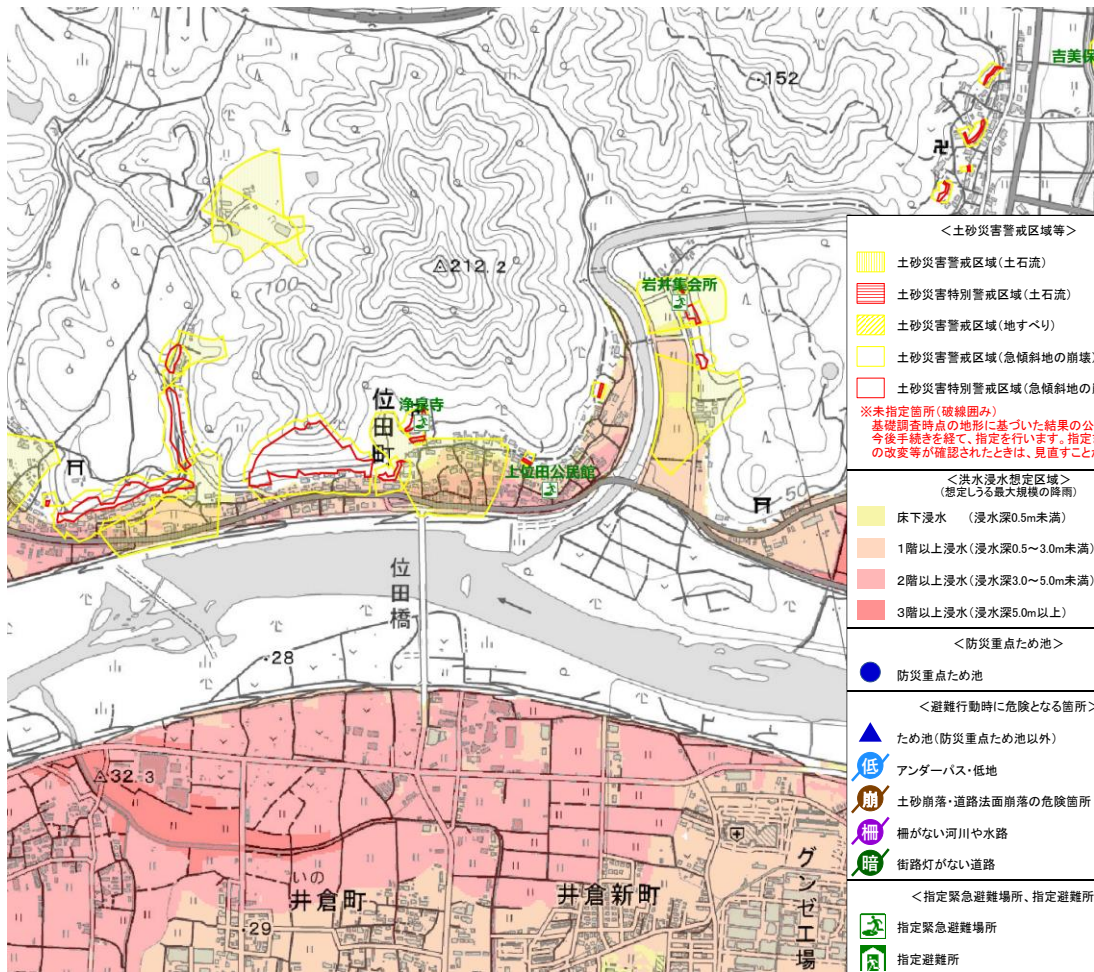 152
吉美保
卍
212.2
100
岩井集会所
位田町
浄泉寺
上位田公民館
50
位田橋
28
32.3
いの
井倉町
井倉新町
グンゼ工場
29
＜土砂災害警戒区域等＞
土砂災害警戒区域(土石流)
土砂災害特別警戒区域(土石流)
土砂災害警戒区域(地すべり)
土砂災害警戒区域(急傾斜地の崩壊)
土砂災害特別警戒区域(急傾斜地の崩
※未指定箇所(破線囲み)
基礎調査時点の地形に基づいた結果の公
今後手続きを経て、指定を行います。指定
の改変等が確認されたときは、見直すことか
＜洪水浸水想定区域＞
(想定しうる最大規模の降雨)
床下浸水　(浸水深0.5m未満)
1階以上浸水(浸水深0.5～3.0m未満)
2階以上浸水(浸水深3.0～5.0m未満)
3階以上浸水(浸水深5.0m以上)
＜防災重点ため池＞
防災重点ため池
＜避難行動時に危険となる箇所＞
ため池(防災重点ため池以外)
低 アンダーパス・低地
崩 土砂崩落・道路法面崩落の危険箇所
柵 柵がない河川や水路
暗 街路灯がない道路
＜指定緊急避難場所、指定避難所
指定緊急避難場所
指定避難所